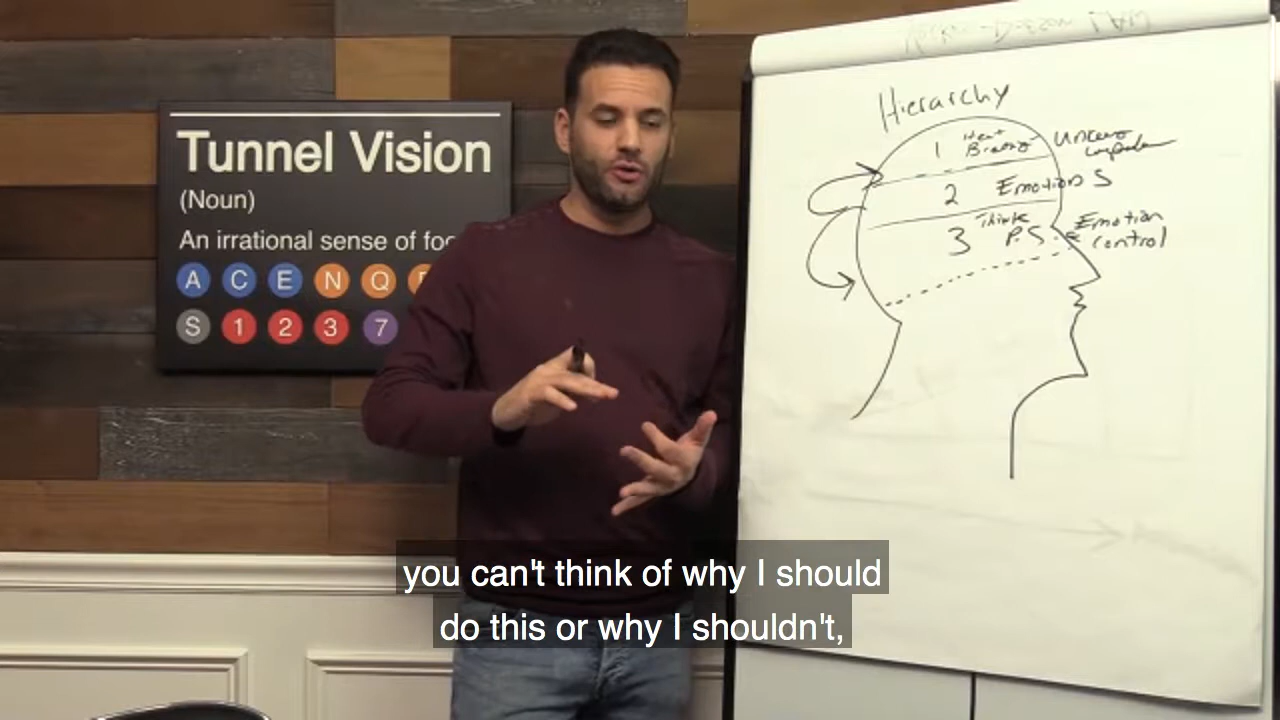 Tunnel Vision
(Noun)
An irrational sense of foc
A C E N Q
S 1 2 3 7
Hierarchy
1
2 Emotions
3 Think P.S.
Emotion
control
you can't think of why I should
do this or why I shouldn't,